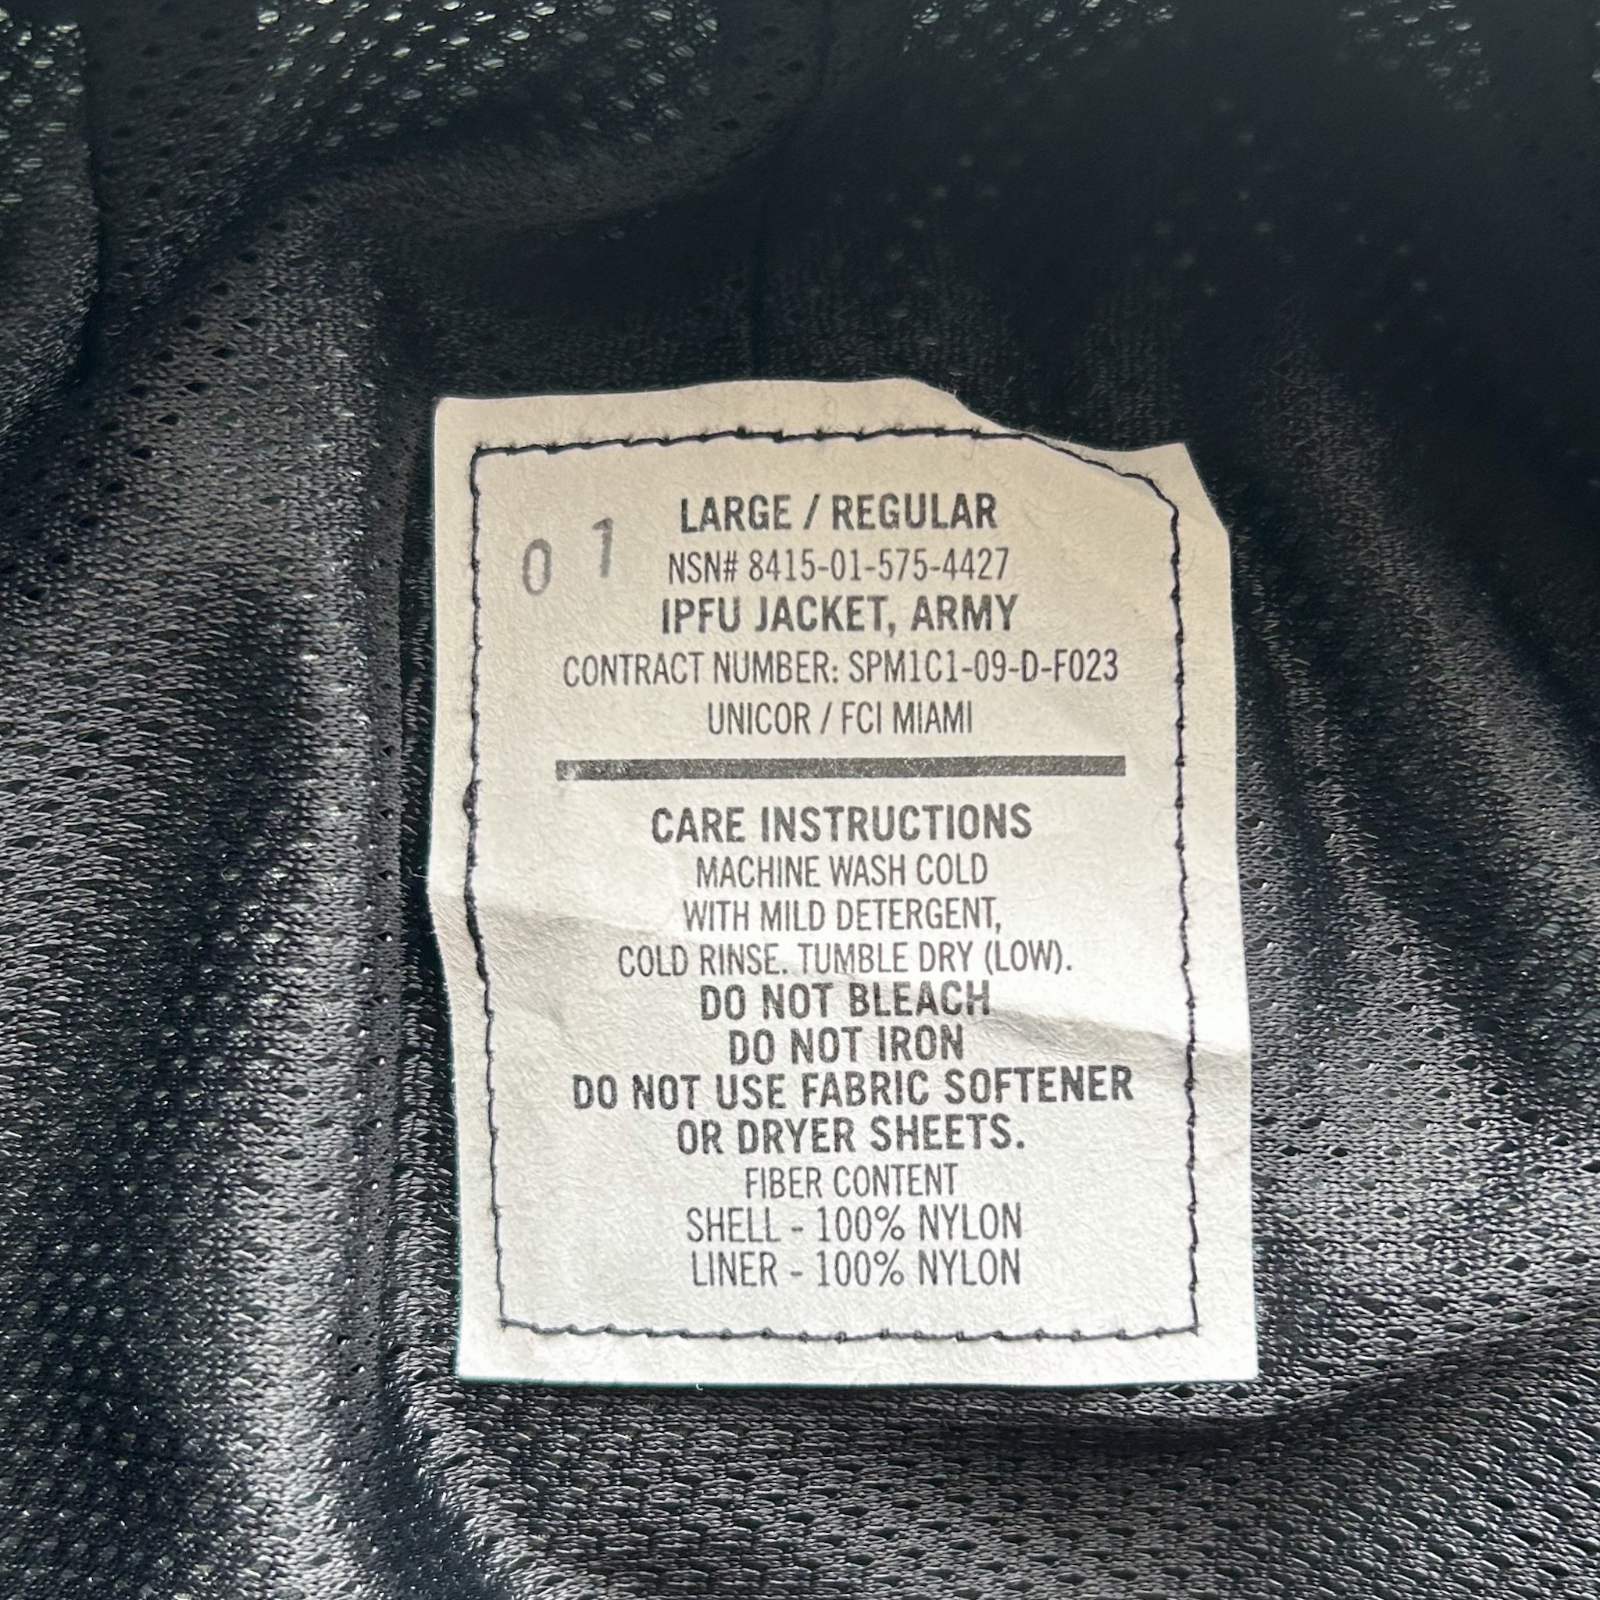 LARGE / REGULAR
0 1
NSN# 8415-01-575-4427
IPFU JACKET, ARMY
CONTRACT NUMBER: SPM1C1-09-D-F023
UNICOR / FCI MIAMI
CARE INSTRUCTIONS
MACHINE WASH COLD
WITH MILD DETERGENT,
COLD RINSE. TUMBLE DRY (LOW).
DO NOT BLEACH
DO NOT IRON
DO NOT USE FABRIC SOFTENER
OR DRYER SHEETS.
FIBER CONTENT
SHELL - 100% NYLON
LINER - 100% NYLON